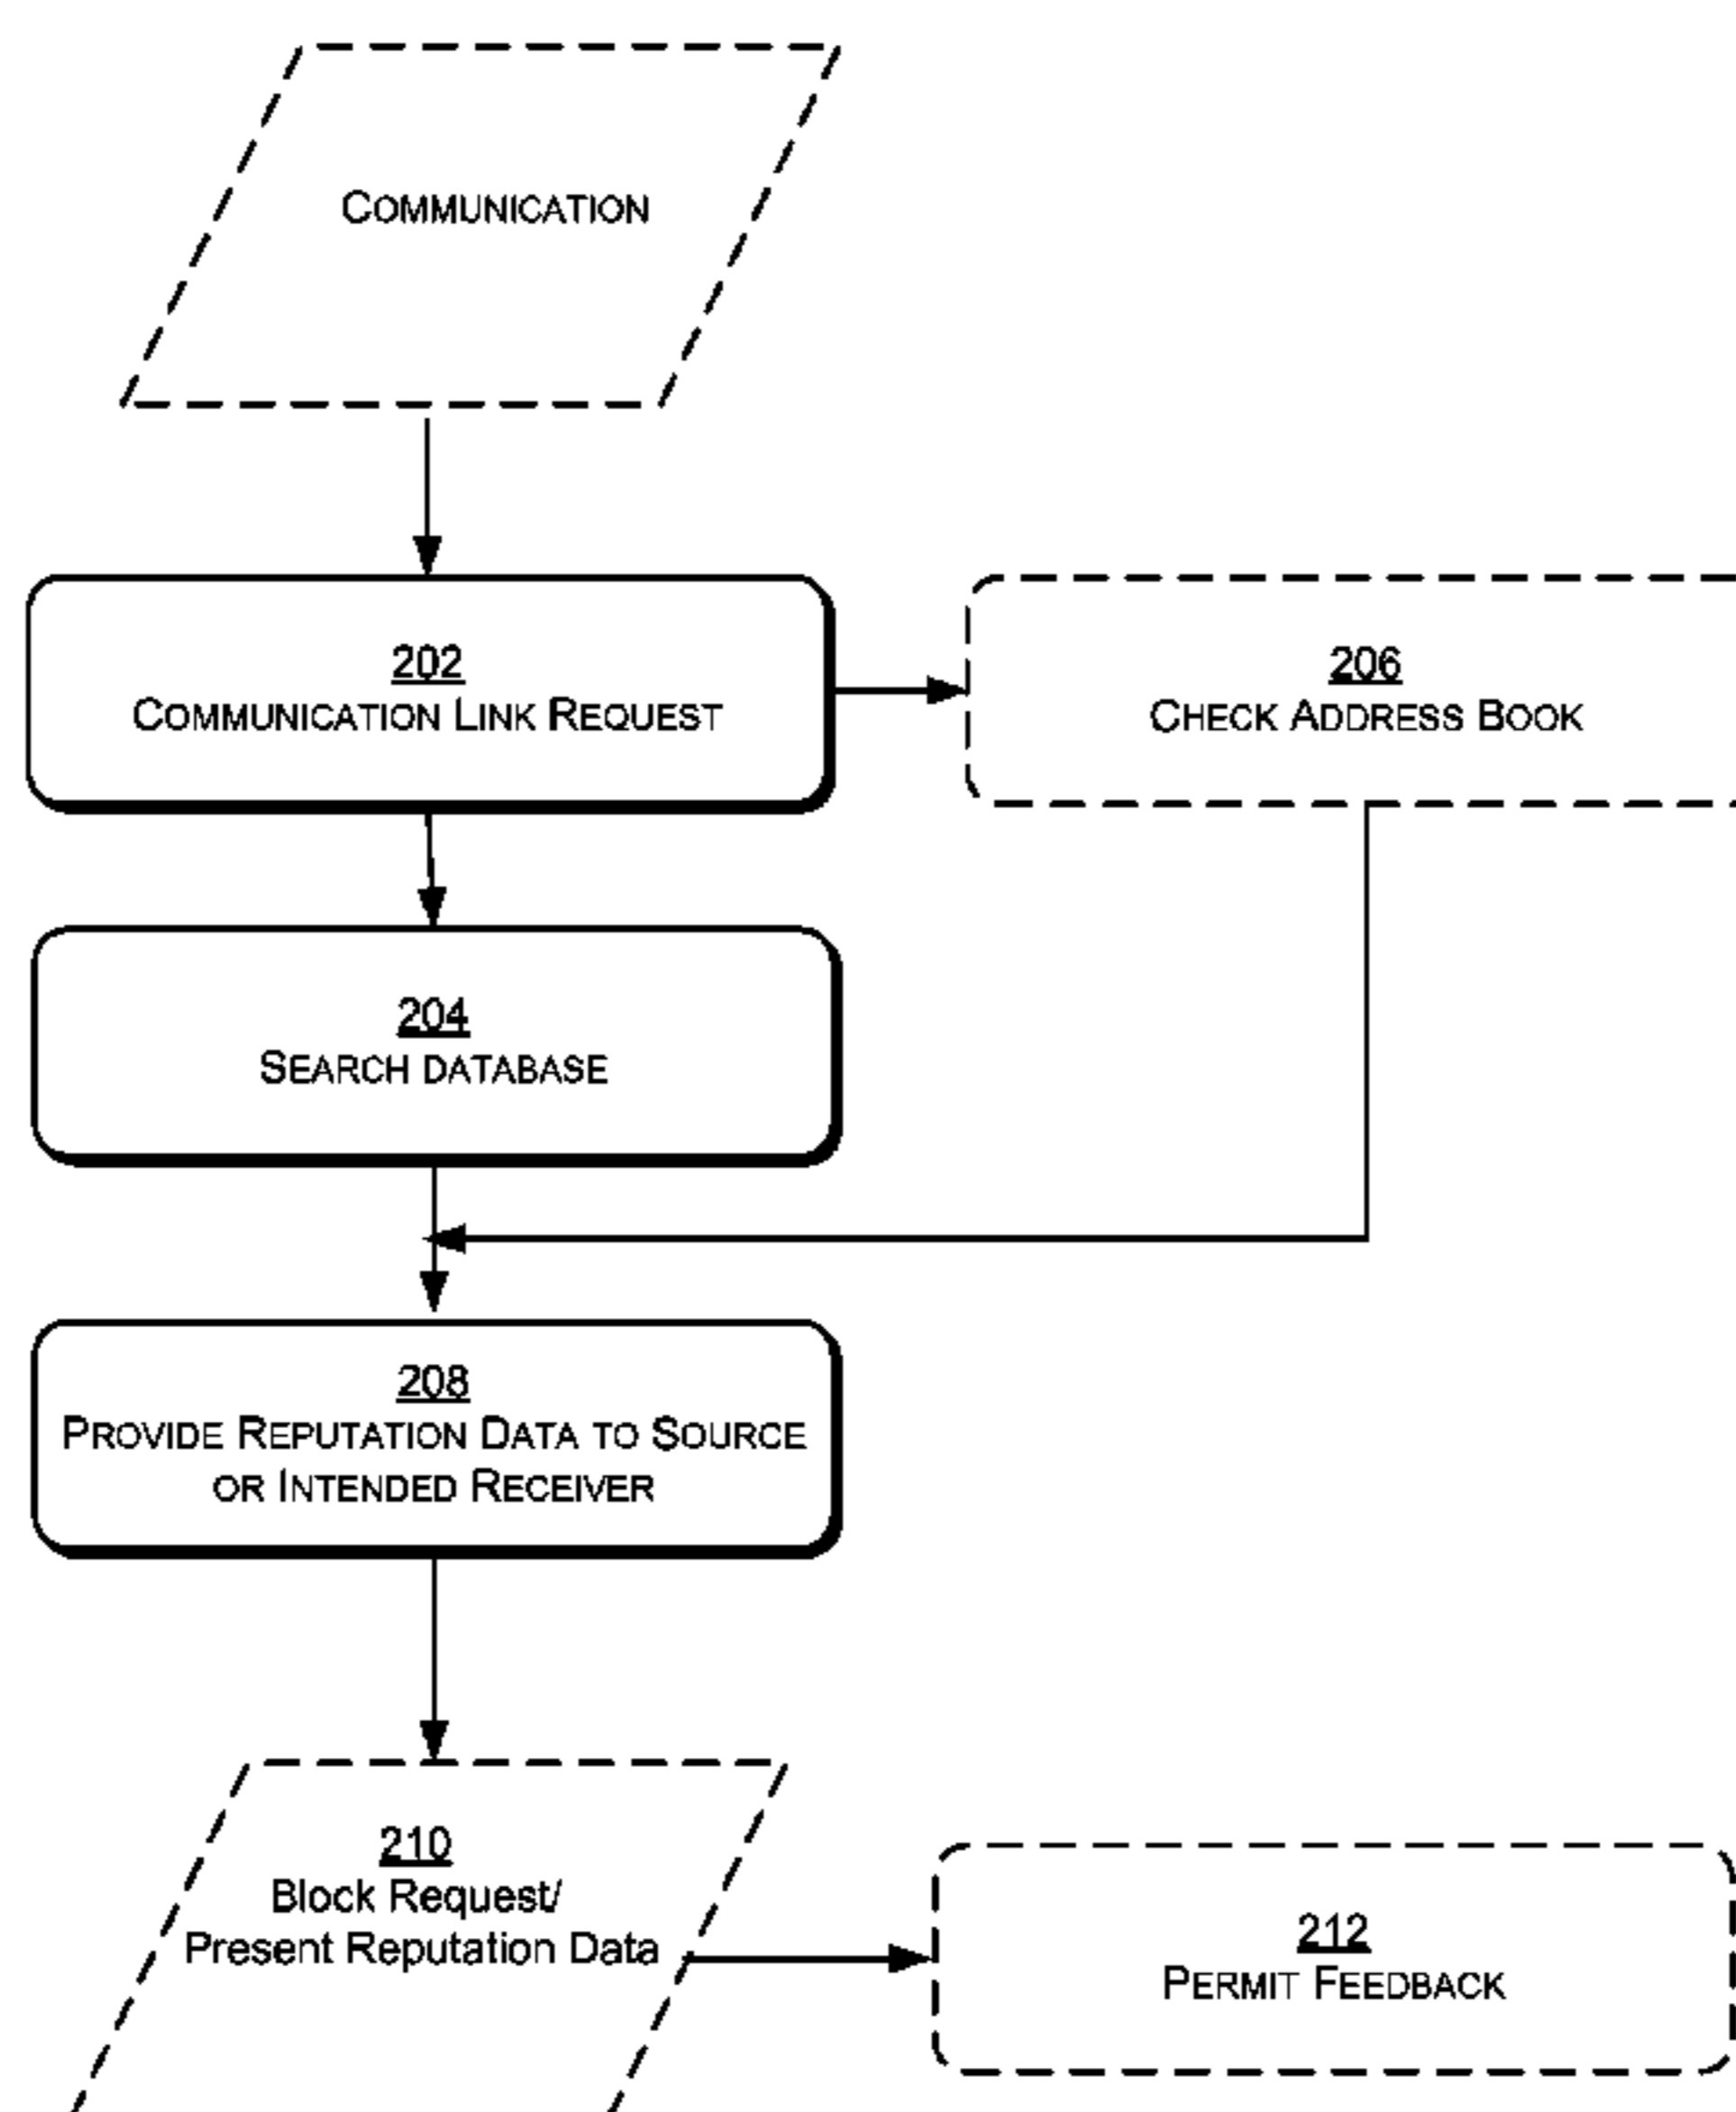 COMMUNICATION
202
COMMUNICATION LINK REQUEST
206
CHECK ADDRESS BOOK
204
SEARCH DATABASE
208
PROVIDE REPUTATION DATA TO SOURCE
OR INTENDED RECEIVER
210
Block Request/
Present Reputation Data
212
PERMIT FEEDBACK